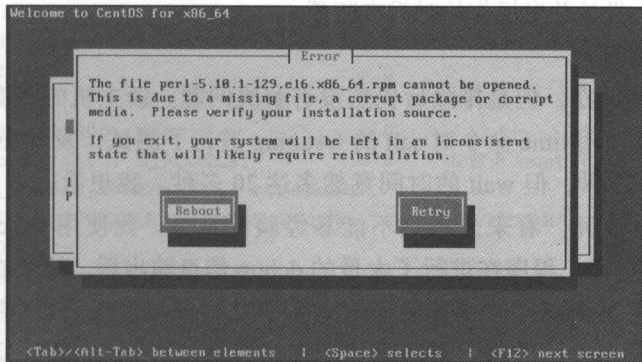 Welcome to CentOS for x86_64
Error
The file perl-5.10.1-129.el6.x86_64.rpm cannot be opened.
This is due to a missing file, a corrupt package or corrupt
media. Please verify your installation source.
If you exit, your system will be left in an inconsistent
state that will likely require reinstallation.
Reboot
Retry
<Tab>/<Alt-Tab> between elements | <Space> selects | <F12> next screen